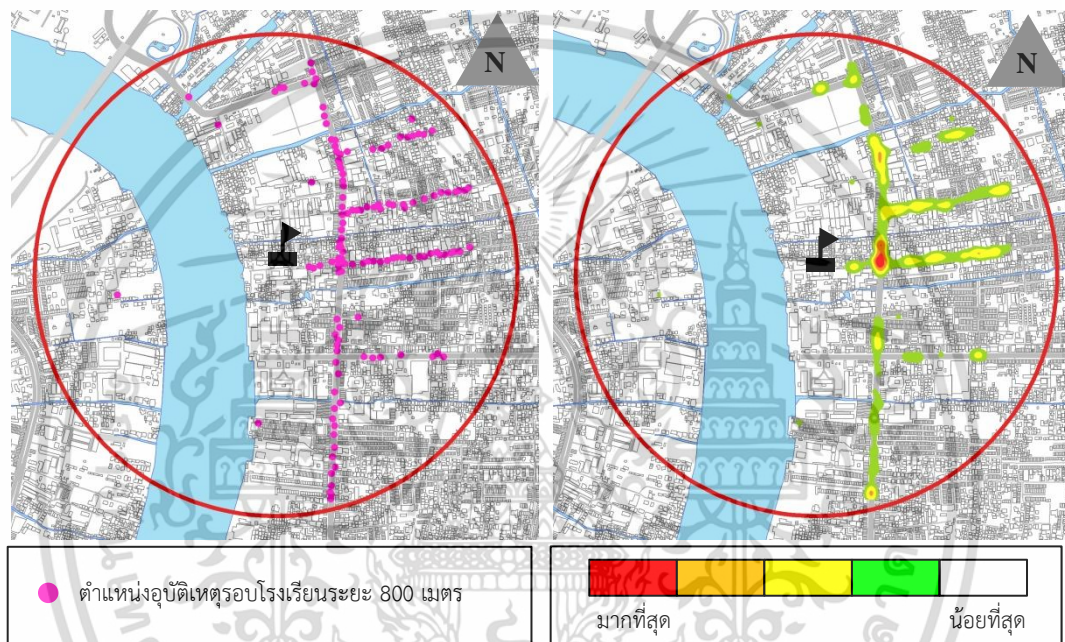 N
N
ตำแหน่งอุบัติเหตุรอบโรงเรียนระยะ 800 เมตร
มากที่สุด
น้อยที่สุด